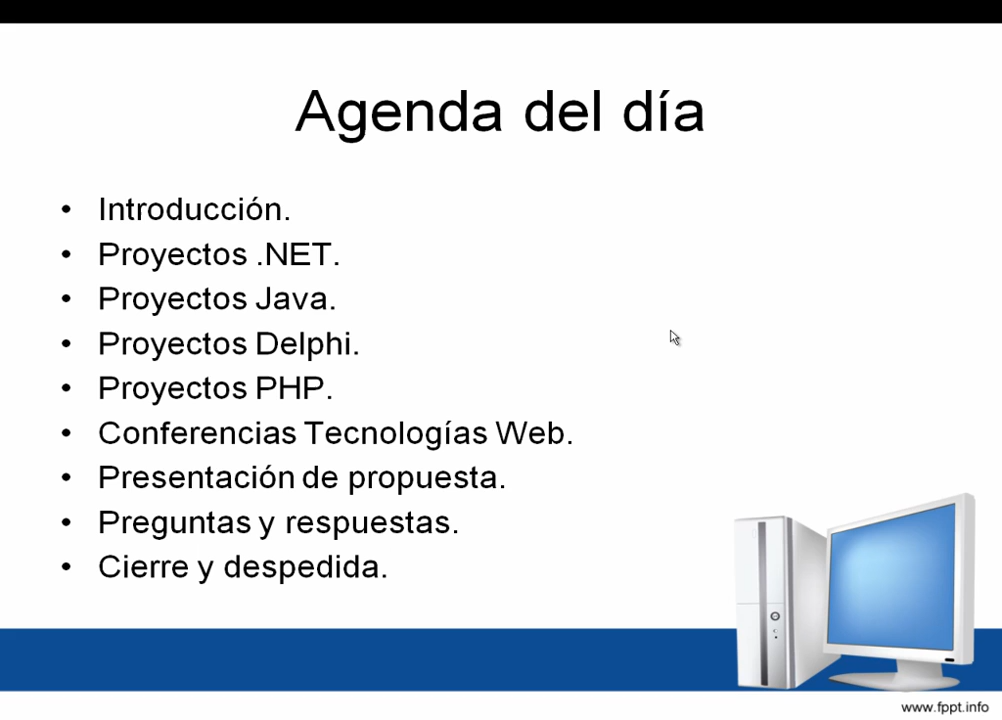 Agenda del día
• Introducción.
• Proyectos .NET.
• Proyectos Java.
• Proyectos Delphi.
• Proyectos PHP.
• Conferencias Tecnologías Web.
• Presentación de propuesta.
• Preguntas y respuestas.
• Cierre y despedida.
www.fppt.info